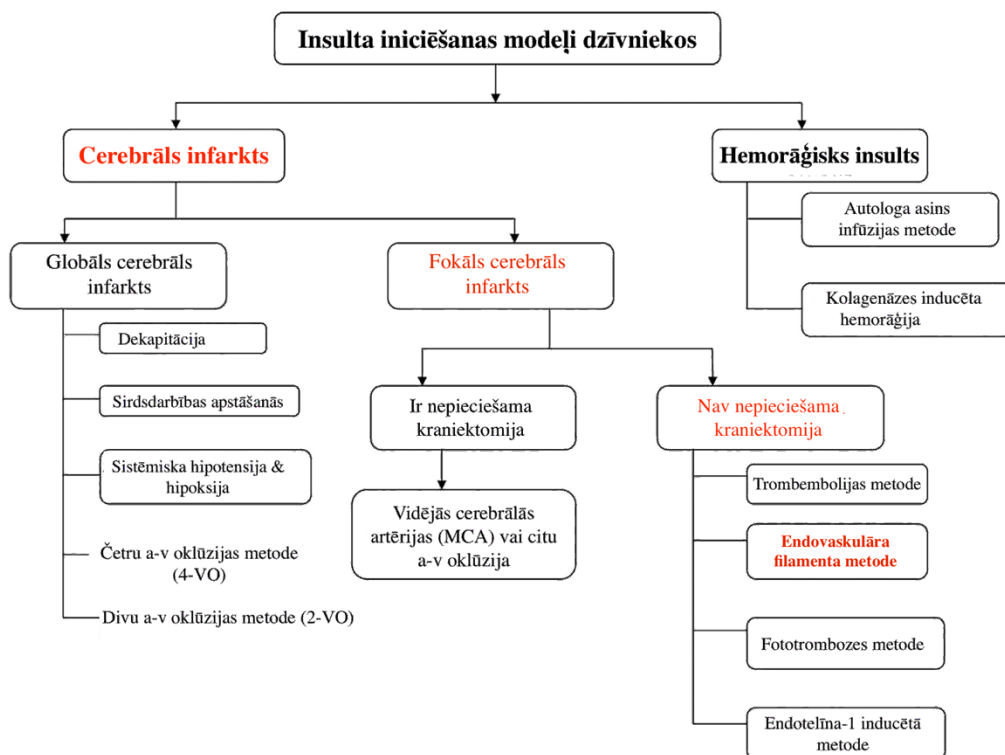 Insulta iniciēšanas modeļi dzīvniekos
Cerebrāls infarkts
Hemorāģisks insults
Autologa asins
infūzijas metode
Kolagenāzes inducēta
hemorāģija
Globāls cerebrāls
infarkts
Fokāls cerebrāls
infarkts
Dekapitācija
Sirdsdarbības apstāšanās
Sistēmiska hipotensija &
hipoksija
Četru a-v oklūzijas metode
(4-VO)
Divu a-v oklūzijas metode (2-VO)
Ir nepieciešama
kraniektomija
Vidējās cerebrālās
artērijas (MCA) vai citu
a-v oklūzija
Nav nepieciešama
kraniektomija
Trombembolijas metode
Endovaskulāra
filamenta metode
Fototrombozes metode
Endotelīna-1 inducētā
metode